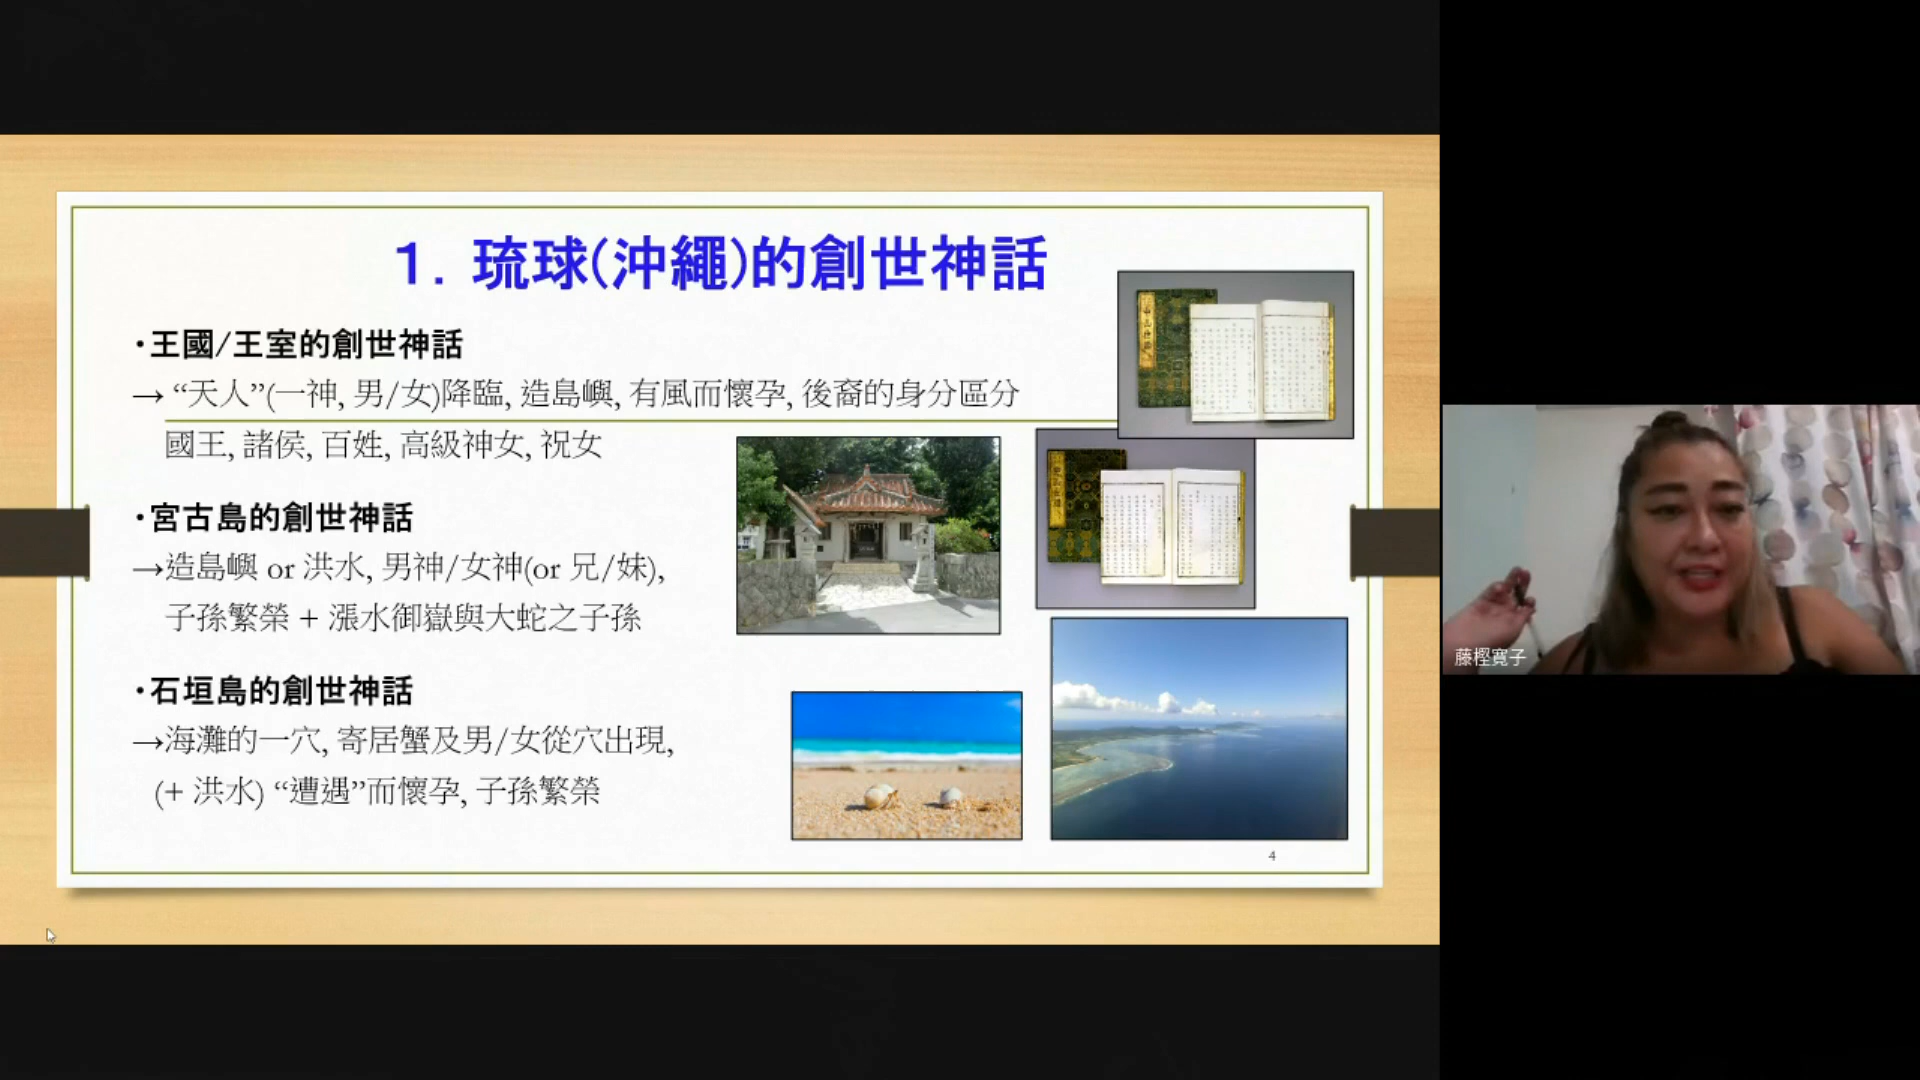 1. 琉球(沖繩)的創世神話
･王國/王室的創世神話
→ “天人”(一神, 男/女)降臨, 造島嶼, 有風而懷孕, 後裔的身分區分
國王, 諸侯, 百姓, 高級神女, 祝女
･宮古島的創世神話
→造島嶼 or 洪水, 男神/女神(or 兄/妹),
子孫繁榮 + 漲水御嶽與大蛇之子孫
･石垣島的創世神話
→海灘的一穴, 寄居蟹及男/女從穴出現,
(+ 洪水) “遭遇”而懷孕, 子孫繁榮
4
藤樫寛子